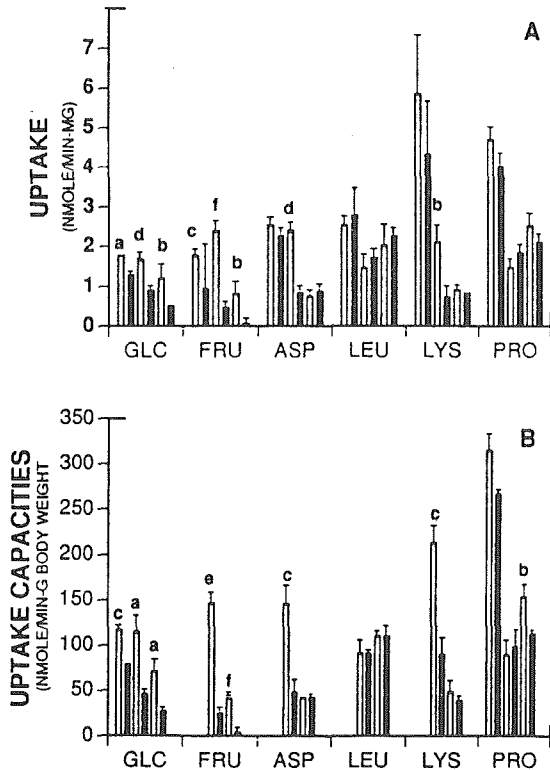 A
7
6
5
4
3
2
1
0
UPTAKE
(NMOLE/MIN-MG)
a d b
c f b
d
b
GLC FRU ASP LEU LYS PRO
B
350
300
250
200
150
100
50
0
UPTAKE CAPACITIES
(NMOLE/MIN-G BODY WEIGHT
c a a
e f
c
c
b
GLC FRU ASP LEU LYS PRO